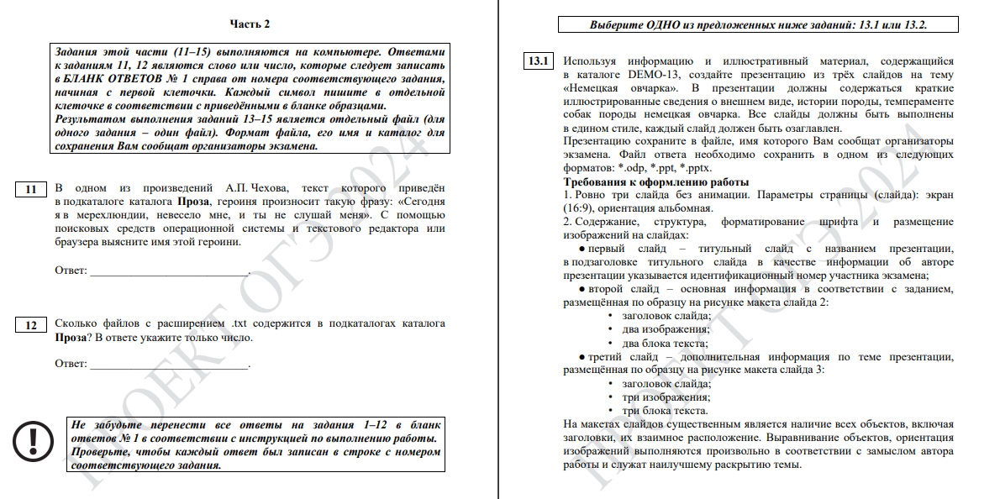 Часть 2
Задания этой части (11–15) выполняются на компьютере. Ответами
к заданиям 11, 12 являются слово или число, которые следует записать
в БЛАНК ОТВЕТОВ № 1 справа от номера соответствующего задания,
начиная с первой клеточки. Каждый символ пишите в отдельной
клеточке в соответствии с приведёнными в бланке образцами.
Результатом выполнения заданий 13–15 является отдельный файл (для
одного задания – один файл). Формат файла, его имя и каталог для
сохранения Вам сообщат организаторы экзамена.
11
В одном из произведений А.П. Чехова, текст которого приведён
в подкаталоге каталога Проза, героиня произносит такую фразу: «Сегодня
я в мерехлюндии, невесело мне, и ты не слушай меня». С помощью
поисковых средств операционной системы и текстового редактора или
браузера выясните имя этой героини.
Ответ: ___________________________.
12
Сколько файлов с расширением .txt содержится в подкаталогах каталога
Проза? В ответе укажите только число.
Ответ: ___________________________.
!
Не забудьте перенести все ответы на задания 1–12 в бланк
ответов № 1 в соответствии с инструкцией по выполнению работы.
Проверьте, чтобы каждый ответ был записан в строке с номером
соответствующего задания.
ПРОЕКТ ОГЭ 2024
Выберите ОДНО из предложенных ниже заданий: 13.1 или 13.2.
13.1
Используя информацию и иллюстративный материал, содержащийся
в каталоге DEMO-13, создайте презентацию из трёх слайдов на тему
«Немецкая овчарка». В презентации должны содержаться краткие
иллюстрированные сведения о внешнем виде, истории породы, темпераменте
собак породы немецкая овчарка. Все слайды должны быть выполнены
в едином стиле, каждый слайд должен быть озаглавлен.
Презентацию сохраните в файле, имя которого Вам сообщат организаторы
экзамена. Файл ответа необходимо сохранить в одном из следующих
форматов: *.odp, *.ppt, *.pptx.
Требования к оформлению работы
1. Ровно три слайда без анимации. Параметры страницы (слайда): экран
(16:9), ориентация альбомная.
2. Содержание, структура, форматирование шрифта и размещение
изображений на слайдах:
● первый слайд – титульный слайд с названием презентации,
в подзаголовке титульного слайда в качестве информации об авторе
презентации указывается идентификационный номер участника экзамена;
● второй слайд – основная информация в соответствии с заданием,
размещённая по образцу на рисунке макета слайда 2:
• заголовок слайда;
• два изображения;
• два блока текста;
● третий слайд – дополнительная информация по теме презентации,
размещённая по образцу на рисунке макета слайда 3:
• заголовок слайда;
• три изображения;
• три блока текста.
На макетах слайдов существенным является наличие всех объектов, включая
заголовки, их взаимное расположение. Выравнивание объектов, ориентация
изображений выполняются произвольно в соответствии с замыслом автора
работы и служат наилучшему раскрытию темы.
ПРОЕКТ ОГЭ 2024